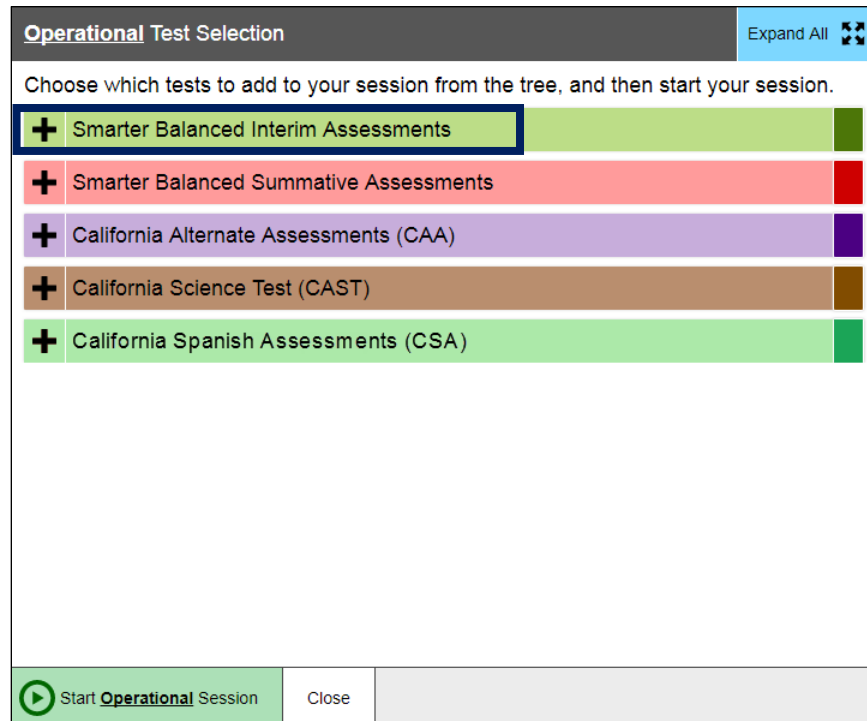 Operational Test Selection
Expand All
Choose which tests to add to your session from the tree, and then start your session.
Smarter Balanced Interim Assessments
Smarter Balanced Summative Assessments
California Alternate Assessments (CAA)
California Science Test (CAST)
California Spanish Assessments (CSA)
Start Operational Session
Close